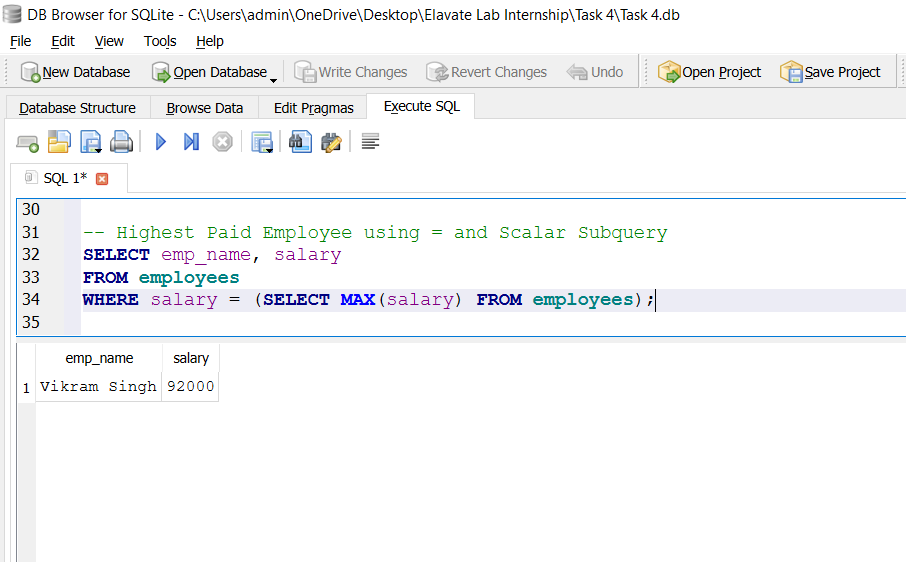 DB Browser for SQLite - C:\Users\admin\OneDrive\Desktop\Elavate Lab Internship\Task 4\Task 4.db
File Edit View Tools Help
New Database Open Database Write Changes Revert Changes Undo Open Project Save Project
Database Structure Browse Data Edit Pragmas Execute SQL
SQL 1*
30
31 -- Highest Paid Employee using = and Scalar Subquery
32 SELECT emp_name, salary
33 FROM employees
34 WHERE salary = (SELECT MAX(salary) FROM employees);
35
emp_name salary
1 Vikram Singh 92000